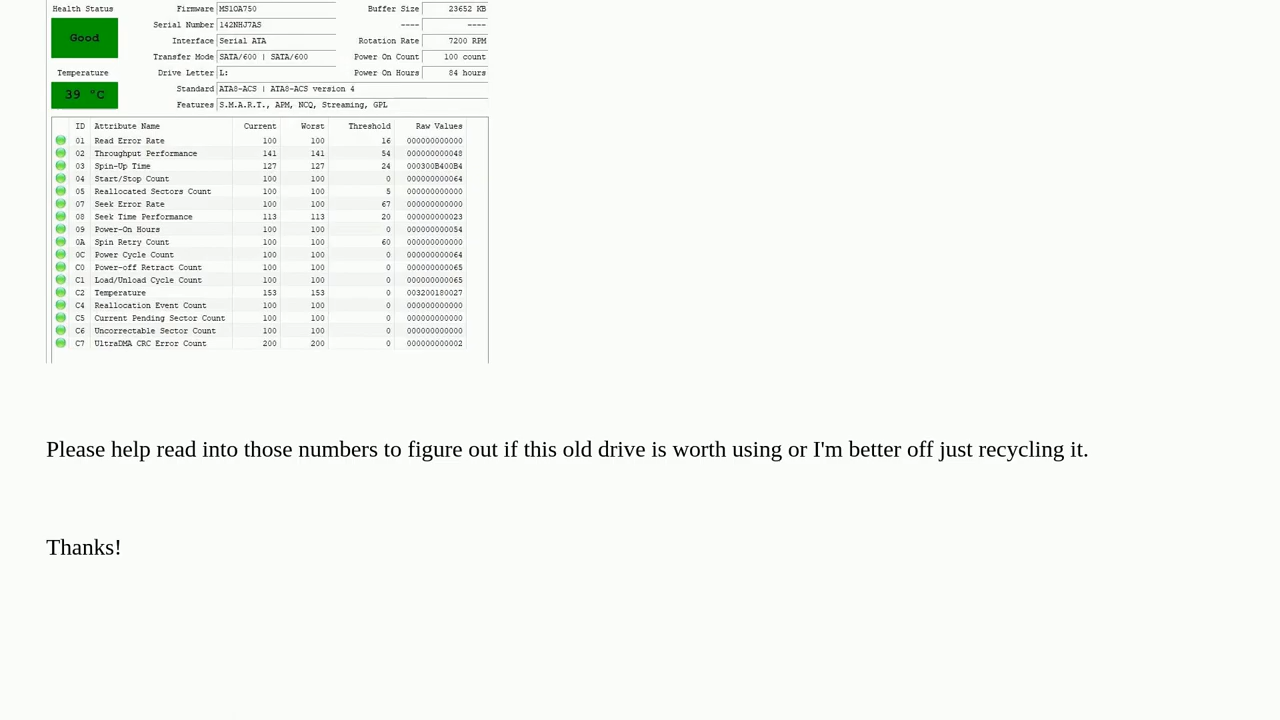 Health Status Firmware MS1OA750 Buffer Size 23652 KB
Good Serial Number 142NHJ7AS ---- ----
Interface Serial ATA Rotation Rate 7200 RPM
Transfer Mode SATA/600 | SATA/600 Power On Count 100 count
Temperature Drive Letter L: Power On Hours 84 hours
39 °C Standard ATA8-ACS | ATA8-ACS version 4
Features S.M.A.R.T., APM, NCQ, Streaming, GPL
ID Attribute Name Current Worst Threshold Raw Values
01 Read Error Rate 100 100 16 000000000000
02 Throughput Performance 141 141 54 000000000048
03 Spin-Up Time 127 127 24 000300B400B4
04 Start/Stop Count 100 100 0 000000000064
05 Reallocated Sectors Count 100 100 5 000000000000
07 Seek Error Rate 100 100 67 000000000000
08 Seek Time Performance 113 113 20 000000000023
09 Power-On Hours 100 100 0 000000000054
0A Spin Retry Count 100 100 60 000000000000
0C Power Cycle Count 100 100 0 000000000064
C0 Power-off Retract Count 100 100 0 000000000065
C1 Load/Unload Cycle Count 100 100 0 000000000065
C2 Temperature 153 153 0 003200180027
C4 Reallocation Event Count 100 100 0 000000000000
C5 Current Pending Sector Count 100 100 0 000000000000
C6 Uncorrectable Sector Count 100 100 0 000000000000
C7 UltraDMA CRC Error Count 200 200 0 000000000002
Please help read into those numbers to figure out if this old drive is worth using or I'm better off just recycling it.
Thanks!